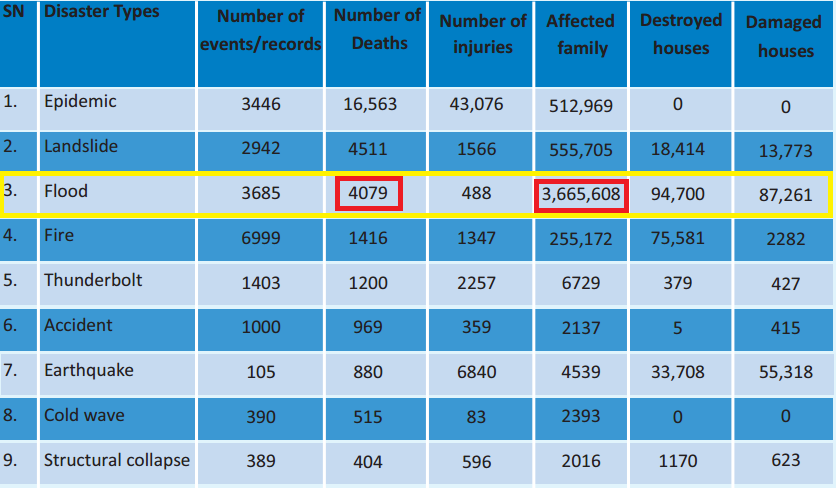 SN Disaster Types Number of events/records Number of Deaths Number of injuries Affected family Destroyed houses Damaged houses
1. Epidemic 3446 16,563 43,076 512,969 0 0
2. Landslide 2942 4511 1566 555,705 18,414 13,773
3. Flood 3685 4079 488 3,665,608 94,700 87,261
4. Fire 6999 1416 1347 255,172 75,581 2282
5. Thunderbolt 1403 1200 2257 6729 379 427
6. Accident 1000 969 359 2137 5 415
7. Earthquake 105 880 6840 4539 33,708 55,318
8. Cold wave 390 515 83 2393 0 0
9. Structural collapse 389 404 596 2016 1170 623